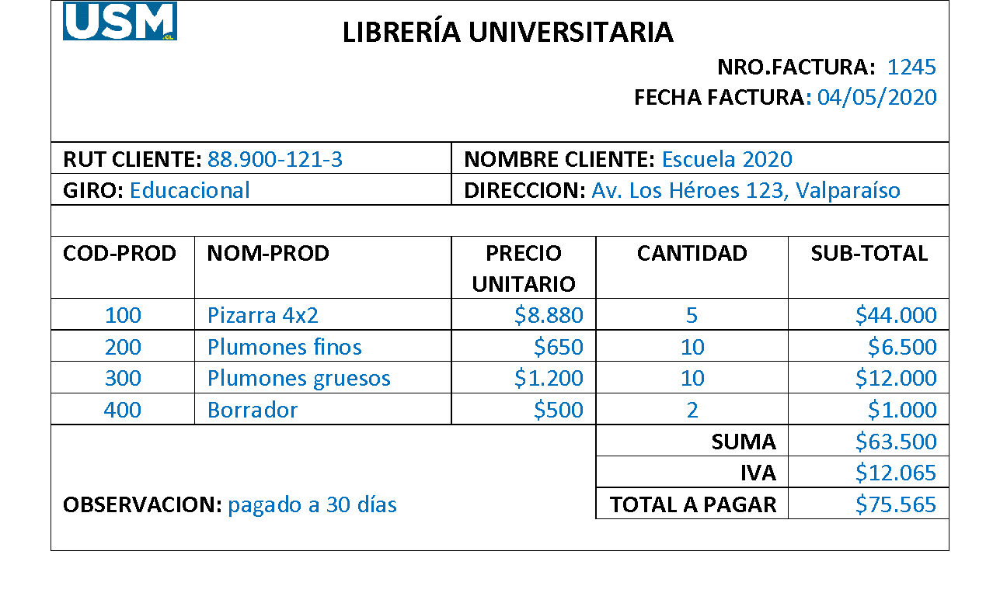 USM.CL
LIBRERÍA UNIVERSITARIA
NRO.FACTURA: 1245
FECHA FACTURA: 04/05/2020
RUT CLIENTE: 88.900-121-3 NOMBRE CLIENTE: Escuela 2020
GIRO: Educacional DIRECCION: Av. Los Héroes 123, Valparaíso
COD-PROD NOM-PROD PRECIO UNITARIO CANTIDAD SUB-TOTAL
100 Pizarra 4x2 $8.880 5 $44.000
200 Plumones finos $650 10 $6.500
300 Plumones gruesos $1.200 10 $12.000
400 Borrador $500 2 $1.000
SUMA $63.500
IVA $12.065
OBSERVACION: pagado a 30 días TOTAL A PAGAR $75.565